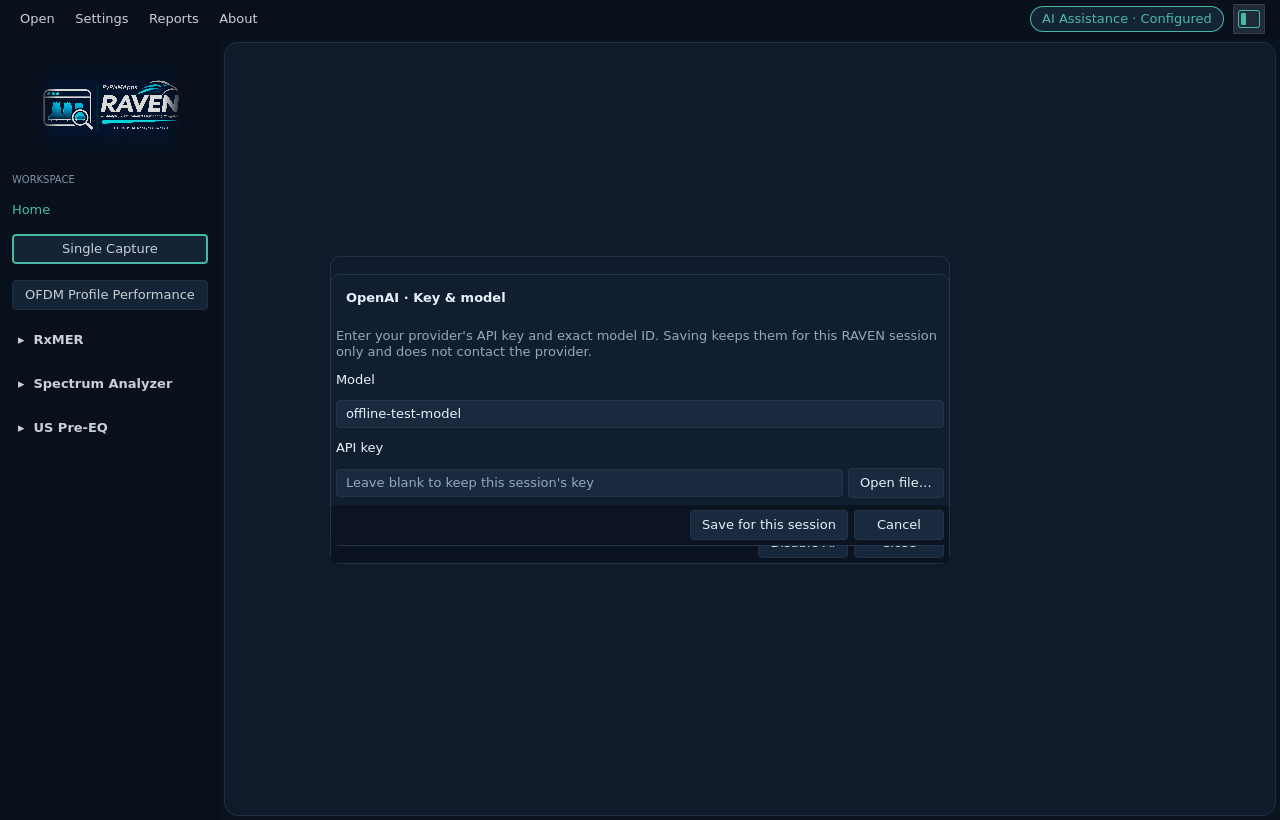 Open Settings Reports About
AI Assistance · Configured
PyPNMApps
RAVEN
WORKSPACE
Home
Single Capture
OFDM Profile Performance
▸ RxMER
▸ Spectrum Analyzer
▸ US Pre-EQ
OpenAI · Key & model
Enter your provider's API key and exact model ID. Saving keeps them for this RAVEN session
only and does not contact the provider.
Model
offline-test-model
API key
Leave blank to keep this session's key
Open file...
Save for this session
Cancel